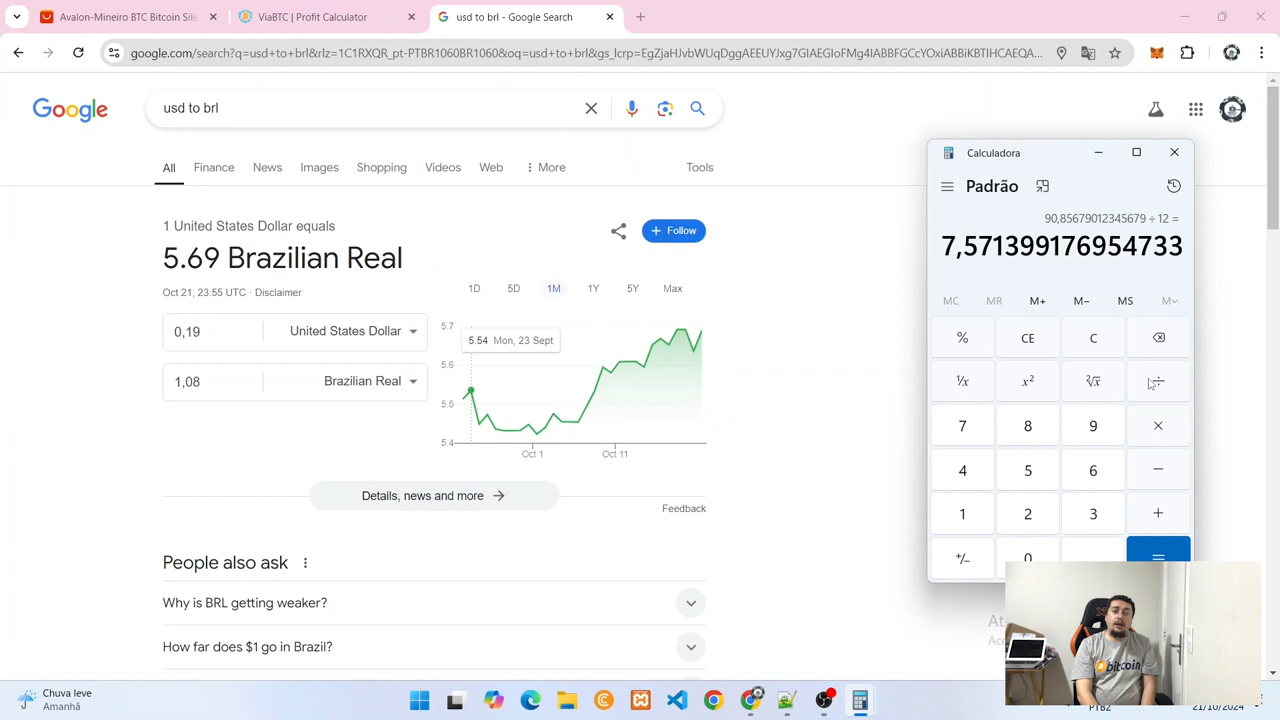 Avalon-Mineiro BTC Bitcoin Sile
ViaBTC | Profit Calculator
usd to brl - Google Search
google.com/search?q=usd+to+brl&rlz=1C1RXQR_pt-PTBR1060BR1060&oq=usd+to+brl&gs_lcrp=EgZjaHJvbWUqDggAEEUYJxg7GIAEGIoFMg4IABBFGCcYOxiABBiKBTIHCAEQA...
Google
usd to brl
All
Finance
News
Images
Shopping
Videos
Web
More
Tools
1 United States Dollar equals
5.69 Brazilian Real
Oct 21, 23:55 UTC · Disclaimer
+ Follow
0,19
United States Dollar
1,08
Brazilian Real
1D
5D
1M
1Y
5Y
Max
5.7
5.6
5.5
5.4
5.54 Mon, 23 Sept
Oct 1
Oct 11
Details, news and more
Feedback
People also ask
Why is BRL getting weaker?
How far does $1 go in Brazil?
Calculadora
Padrão
90,85679012345679 ÷ 12 =
7,571399176954733
MC
MR
M+
M−
MS
M
%
CE
C
¹/x
x²
²√x
÷
7
8
9
×
4
5
6
−
1
2
3
+
+/−
0
=
bitcoin
Chuva leve
Amanhã
PTB2
21/10/2024